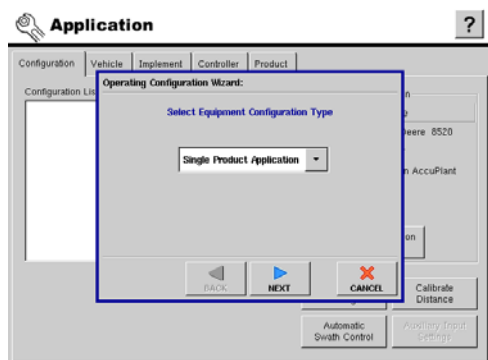 Application
?
Configuration Vehicle Implement Controller Product
Configuration Lis
Operating Configuration Wizard:
Select Equipment Configuration Type
Single Product Application
BACK
NEXT
CANCEL
n
Deere 8520
n AccuPlant
on
Calibrate
Distance
Automatic
Swath Control
Auxiliary Input
Settings